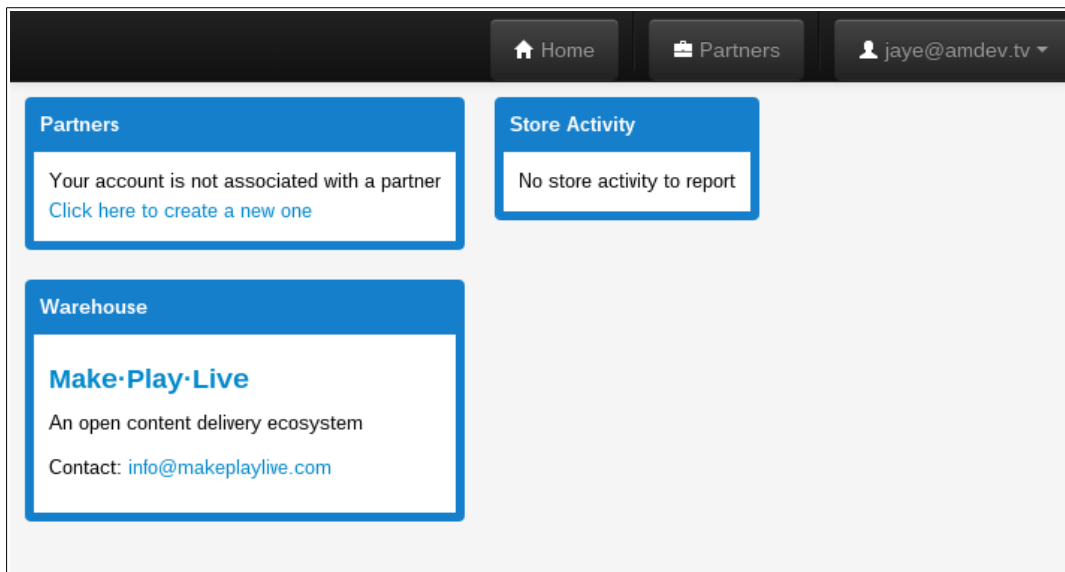 Home
Partners
jaye@amdev.tv
Partners
Your account is not associated with a partner
Click here to create a new one
Store Activity
No store activity to report
Warehouse
Make·Play·Live
An open content delivery ecosystem
Contact: info@makeplaylive.com